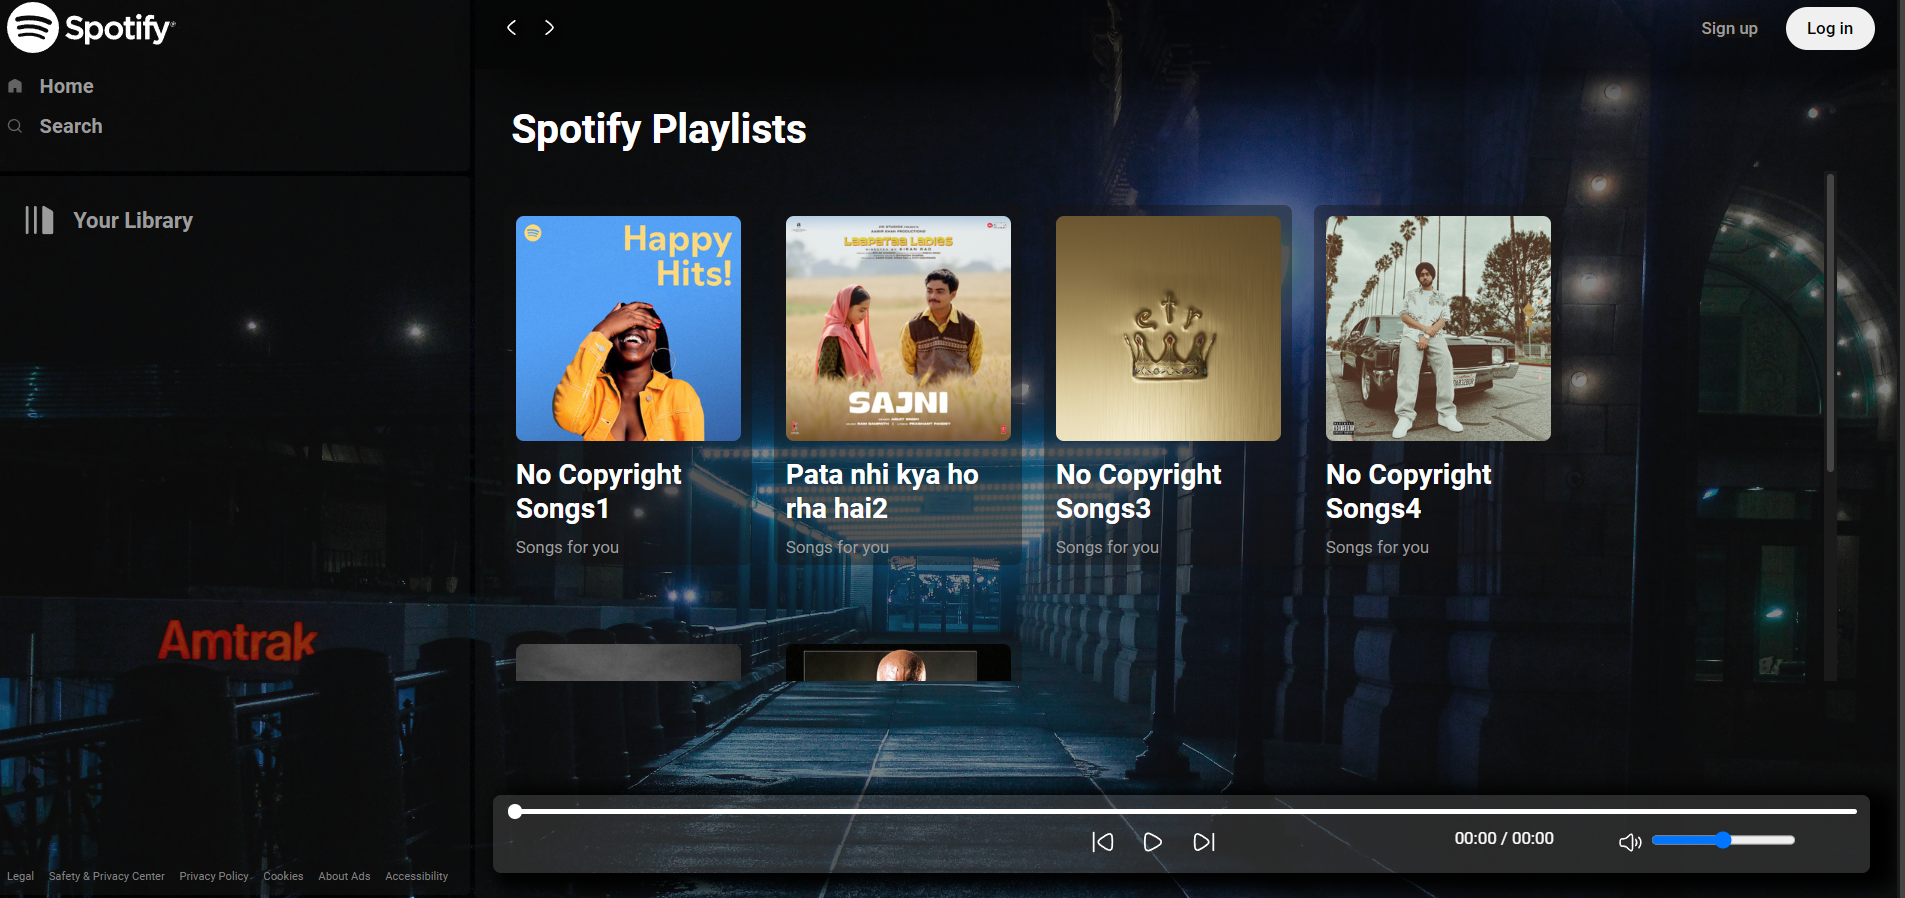 Spotify
Home
Search
Your Library
Sign up
Log in
Spotify Playlists
Happy
Hits!
Laapataa Ladies
SAJNI
etr
No Copyright
Songs1
Songs for you
Pata nhi kya ho
rha hai2
Songs for you
No Copyright
Songs3
Songs for you
No Copyright
Songs4
Songs for you
Amtrak
00:00 / 00:00
Legal
Safety & Privacy Center
Privacy Policy
Cookies
About Ads
Accessibility